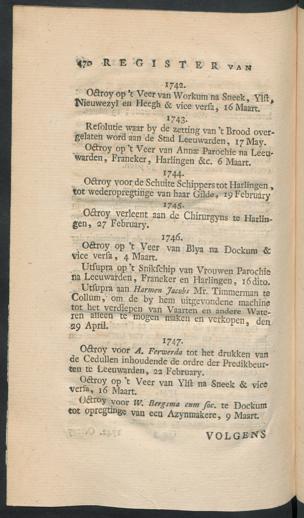 470 REGISTER VAN
1742.
Octroy op 't Veer van Workum na Sneek, Ylst,
Nieuwezyl en Heegh & vice versa, 16 Maart.
1743.
Resolutie waar by de zetting van 't Brood over-
gelaten word aan de Stad Leeuwarden, 17 May.
Octroy op 't Veer van Annæ Parochie na Leeu-
warden, Franeker, Harlingen &c. 6 Maart.
1744.
Octroy voor de Schuite Schippers tot Harlingen,
tot wederopregtinge van haar Gilde, 19 February
1745.
Octroy verleent aan de Chirurgyns te Harlin-
gen, 27 February.
1746.
Octroy op 't Veer van Blya na Dockum &
vice versa, 4 Maart.
Utsupra op 't Snikschip van Vrouwen Parochie
na Leeuwarden, Franeker en Harlingen, 16 dito.
Utsupra aan Harmen Jacobs Mr. Timmerman te
Collum, om de by hem uitgevondene machine
tot het verdiepen van Vaarten en andere Wate-
ren alleen te mogen maken en verkopen, den
29 April.
1747.
Octroy voor A. Ferwerda tot het drukken van
de Cedullen inhoudende de ordre der Predikbeur-
ten te Leeuwarden, 22 February.
Octroy op 't Veer van Ylst na Sneek & vice
versa, 16 Maart.
Octroy voor W. Bergsma cum soc. te Dockum
tot opregtinge van een Azynmakere, 9 Maart.
VOLGENS